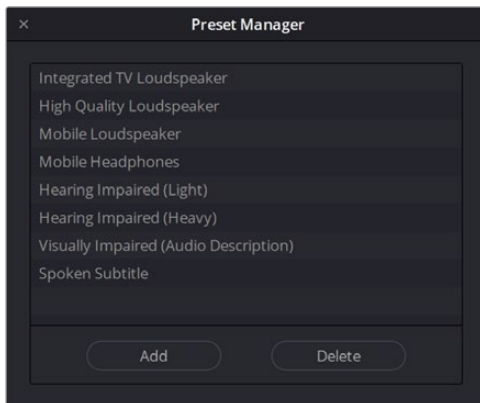 Preset Manager
Integrated TV Loudspeaker
High Quality Loudspeaker
Mobile Loudspeaker
Mobile Headphones
Hearing Impaired (Light)
Hearing Impaired (Heavy)
Visually Impaired (Audio Description)
Spoken Subtitle
Add Delete